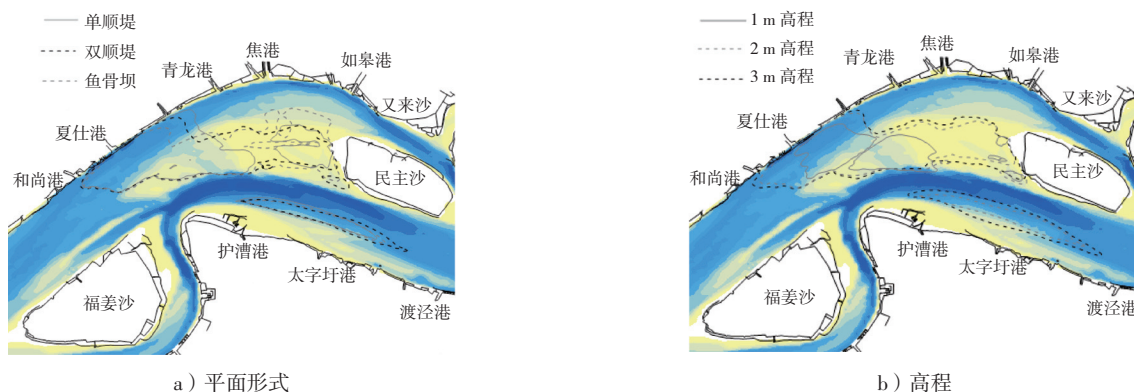 单顺堤
双顺堤
鱼骨坝
焦港
如皋港
青龙港
又来沙
夏仕港
和尚港
民主沙
护漕港
太字圩港
福姜沙
渡泾港
a）平面形式
1 m 高程
2 m 高程
3 m 高程
焦港
如皋港
青龙港
又来沙
夏仕港
和尚港
民主沙
护漕港
太字圩港
福姜沙
渡泾港
b）高程